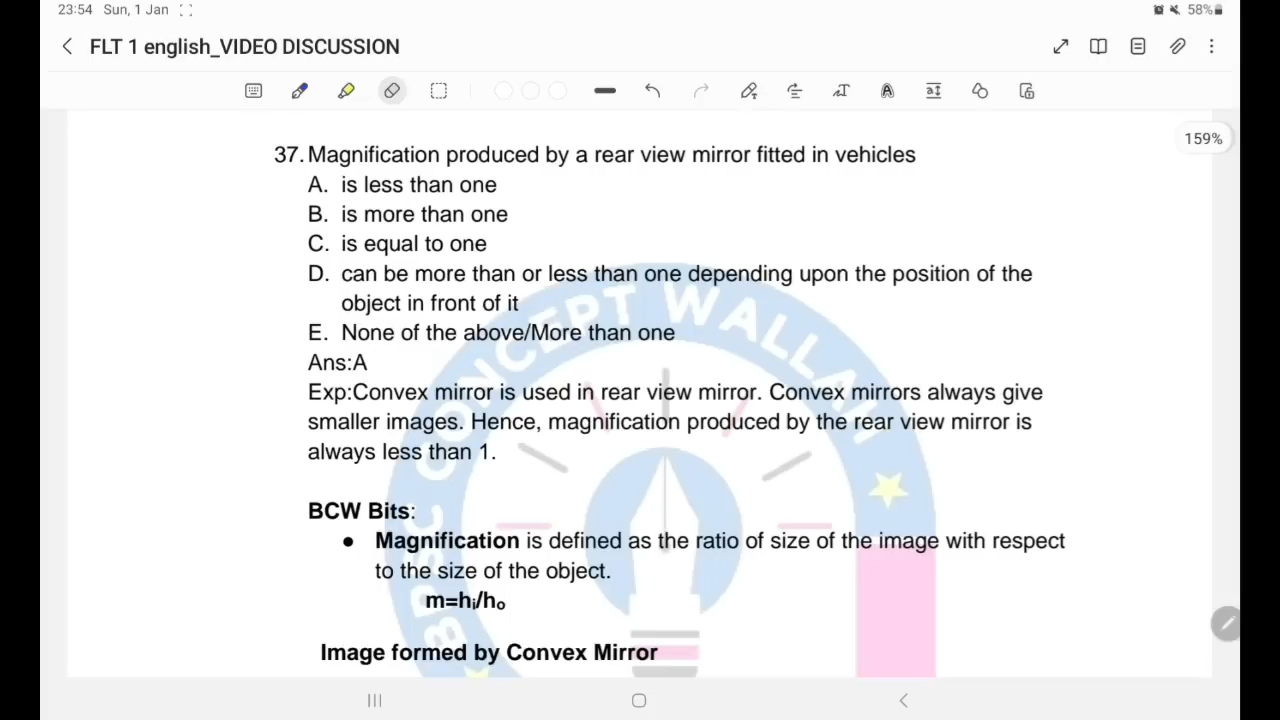 23:54 Sun, 1 Jan
58%
FLT 1 english_VIDEO DISCUSSION
159%
37. Magnification produced by a rear view mirror fitted in vehicles
A. is less than one
B. is more than one
C. is equal to one
D. can be more than or less than one depending upon the position of the
object in front of it
E. None of the above/More than one
Ans:A
Exp:Convex mirror is used in rear view mirror. Convex mirrors always give
smaller images. Hence, magnification produced by the rear view mirror is
always less than 1.
BCW Bits:
● Magnification is defined as the ratio of size of the image with respect
to the size of the object.
m=hᵢ/hₒ
Image formed by Convex Mirror
BPSC CONCEPT WALLAH